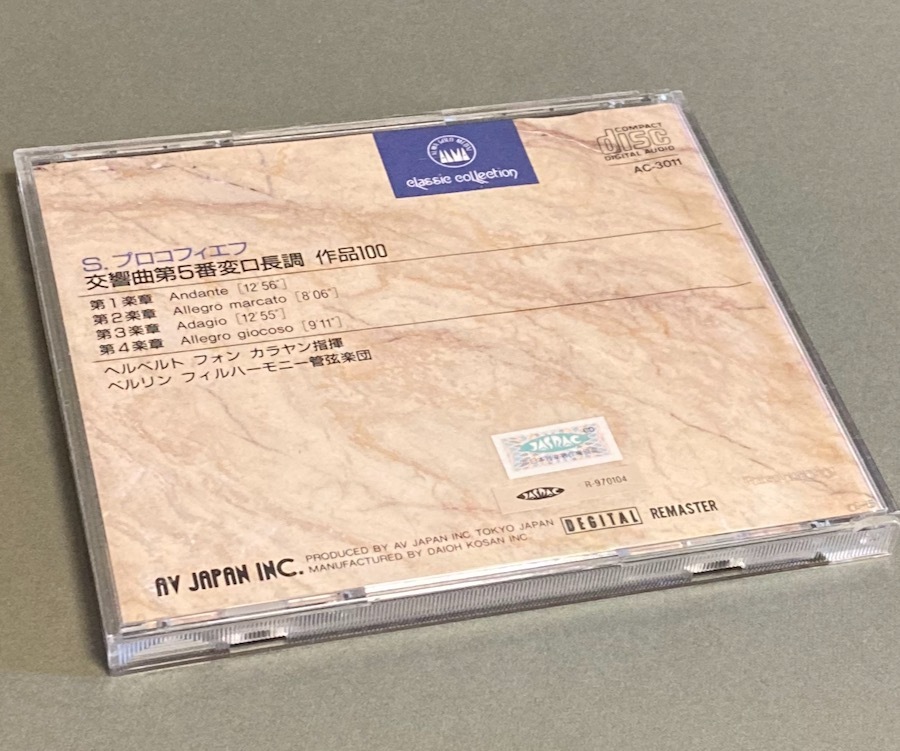 classic collection
COMPACT
disc
DIGITAL AUDIO
AC-3011
S. プロコフィエフ
交響曲第5番変ロ長調 作品100
第1楽章 Andante [12'56"]
第2楽章 Allegro marcato [8'06"]
第3楽章 Adagio [12'55"]
第4楽章 Allegro giocoso [9'11"]
ヘルベルト フォン カラヤン指揮
ベルリン フィルハーモニー管弦楽団
JASRAC
JASRAC R-970104
AV JAPAN INC.
PRODUCED BY AV JAPAN INC. TOKYO JAPAN
MANUFACTURED BY DAIOH KOSAN INC.
DEGITAL REMASTER